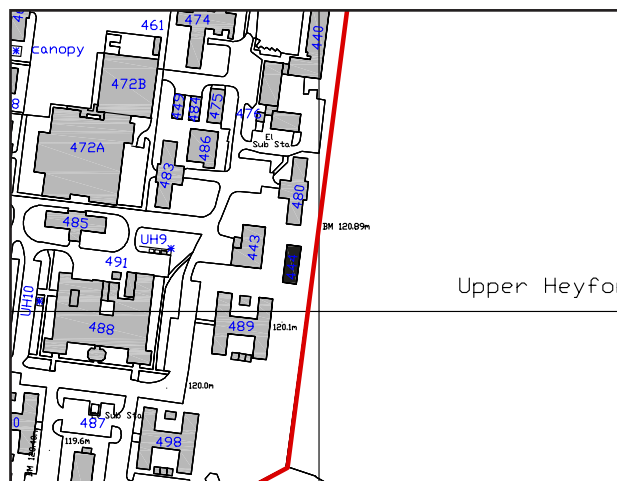 474
461
440
canopy
472B
449
484
475
476
El
Sub Sta
472A
486
483
480
485
BM 120.89m
UH9
443
491
Upper Heyfor
UH10
488
489
120.1m
120.0m
Sub Sta
487
498
119.6m